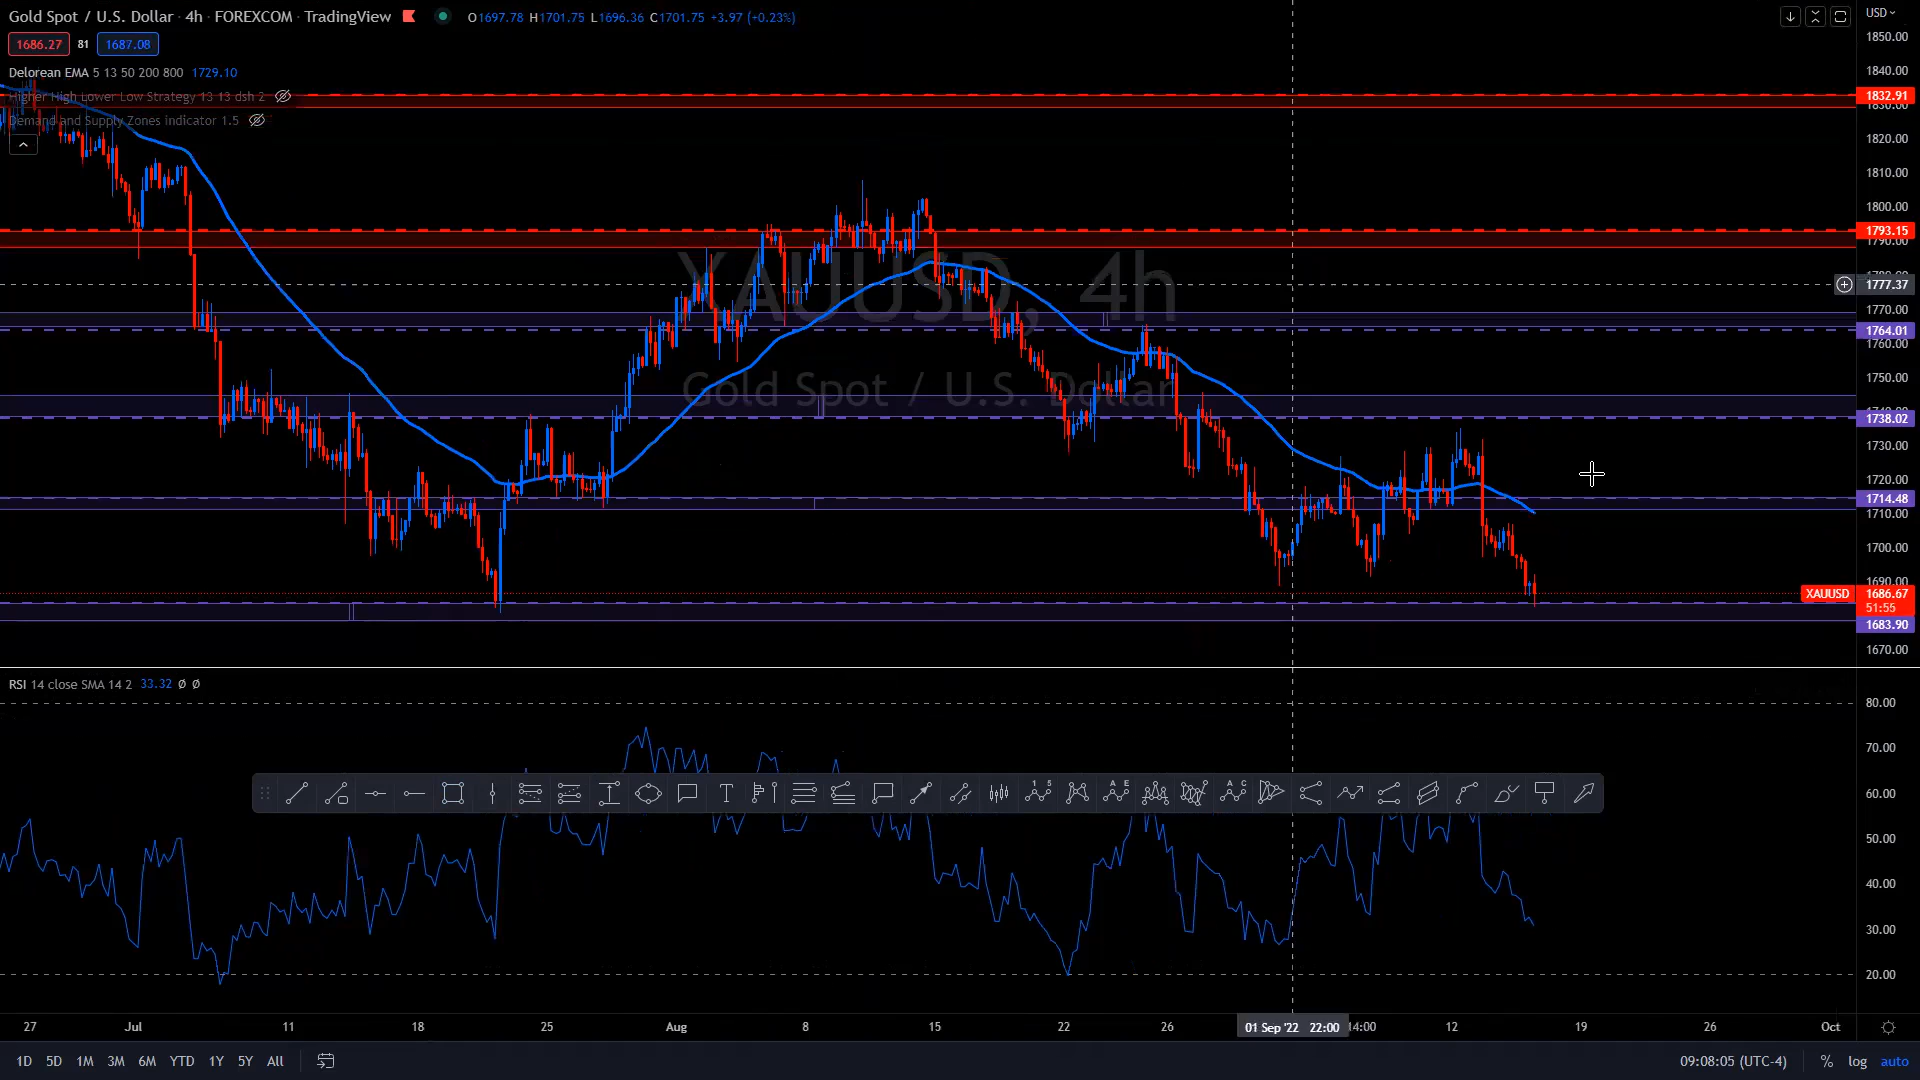 Gold Spot / U.S. Dollar · 4h · FOREXCOM · TradingView O1697.78 H1701.75 L1696.36 C1701.75 +3.97 (+0.23%)
1686.27 81 1687.08
Delorean EMA 5 13 50 200 800 1729.10
Higher High Lower Low Strategy 13 13 dsh 2
Demand and Supply Zones Indicator 1.5
XAUUSD, 4h
Gold Spot / U.S. Dollar
USD
1850.00
1840.00
1832.91
1830.00
1820.00
1810.00
1800.00
1793.15
1790.00
1777.37
1770.00
1764.01
1760.00
1750.00
1738.02
1730.00
1720.00
1714.48
1710.00
1700.00
1690.00
XAUUSD 1686.67
51:55
1683.90
1670.00
RSI 14 close SMA 14 2 33.32 Ø Ø
80.00
70.00
60.00
50.00
40.00
30.00
20.00
27 Jul 11 18 25 Aug 8 15 22 26 01 Sep '22 22:00 14:00 12 19 26 Oct
1D 5D 1M 3M 6M YTD 1Y 5Y All 09:08:05 (UTC-4) % log auto